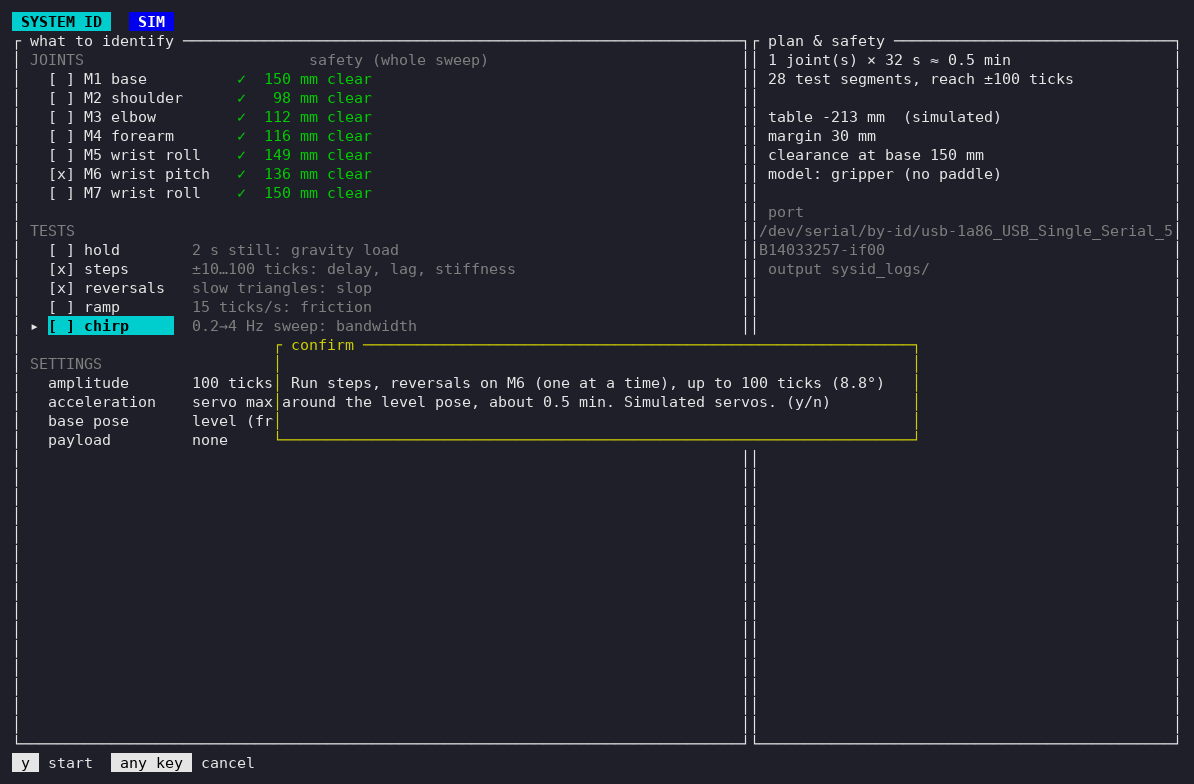 SYSTEM ID  SIM
what to identify  plan & safety
JOINTS  safety (whole sweep)  1 joint(s) × 32 s ≈ 0.5 min
[ ] M1 base  ✓  150 mm clear  28 test segments, reach ±100 ticks
[ ] M2 shoulder  ✓  98 mm clear
[ ] M3 elbow  ✓  112 mm clear  table -213 mm  (simulated)
[ ] M4 forearm  ✓  116 mm clear  margin 30 mm
[ ] M5 wrist roll  ✓  149 mm clear  clearance at base 150 mm
[x] M6 wrist pitch  ✓  136 mm clear  model: gripper (no paddle)
[ ] M7 wrist roll  ✓  150 mm clear
port
TESTS  /dev/serial/by-id/usb-1a86_USB_Single_Serial_5
[ ] hold  2 s still: gravity load  B14033257-if00
[x] steps  ±10…100 ticks: delay, lag, stiffness  output sysid_logs/
[x] reversals  slow triangles: slop
[ ] ramp  15 ticks/s: friction
▸ [ ] chirp  0.2→4 Hz sweep: bandwidth
confirm
SETTINGS
amplitude  100 ticks  Run steps, reversals on M6 (one at a time), up to 100 ticks (8.8°)
acceleration  servo max  around the level pose, about 0.5 min. Simulated servos. (y/n)
base pose  level (fr
payload  none
y  start  any key  cancel